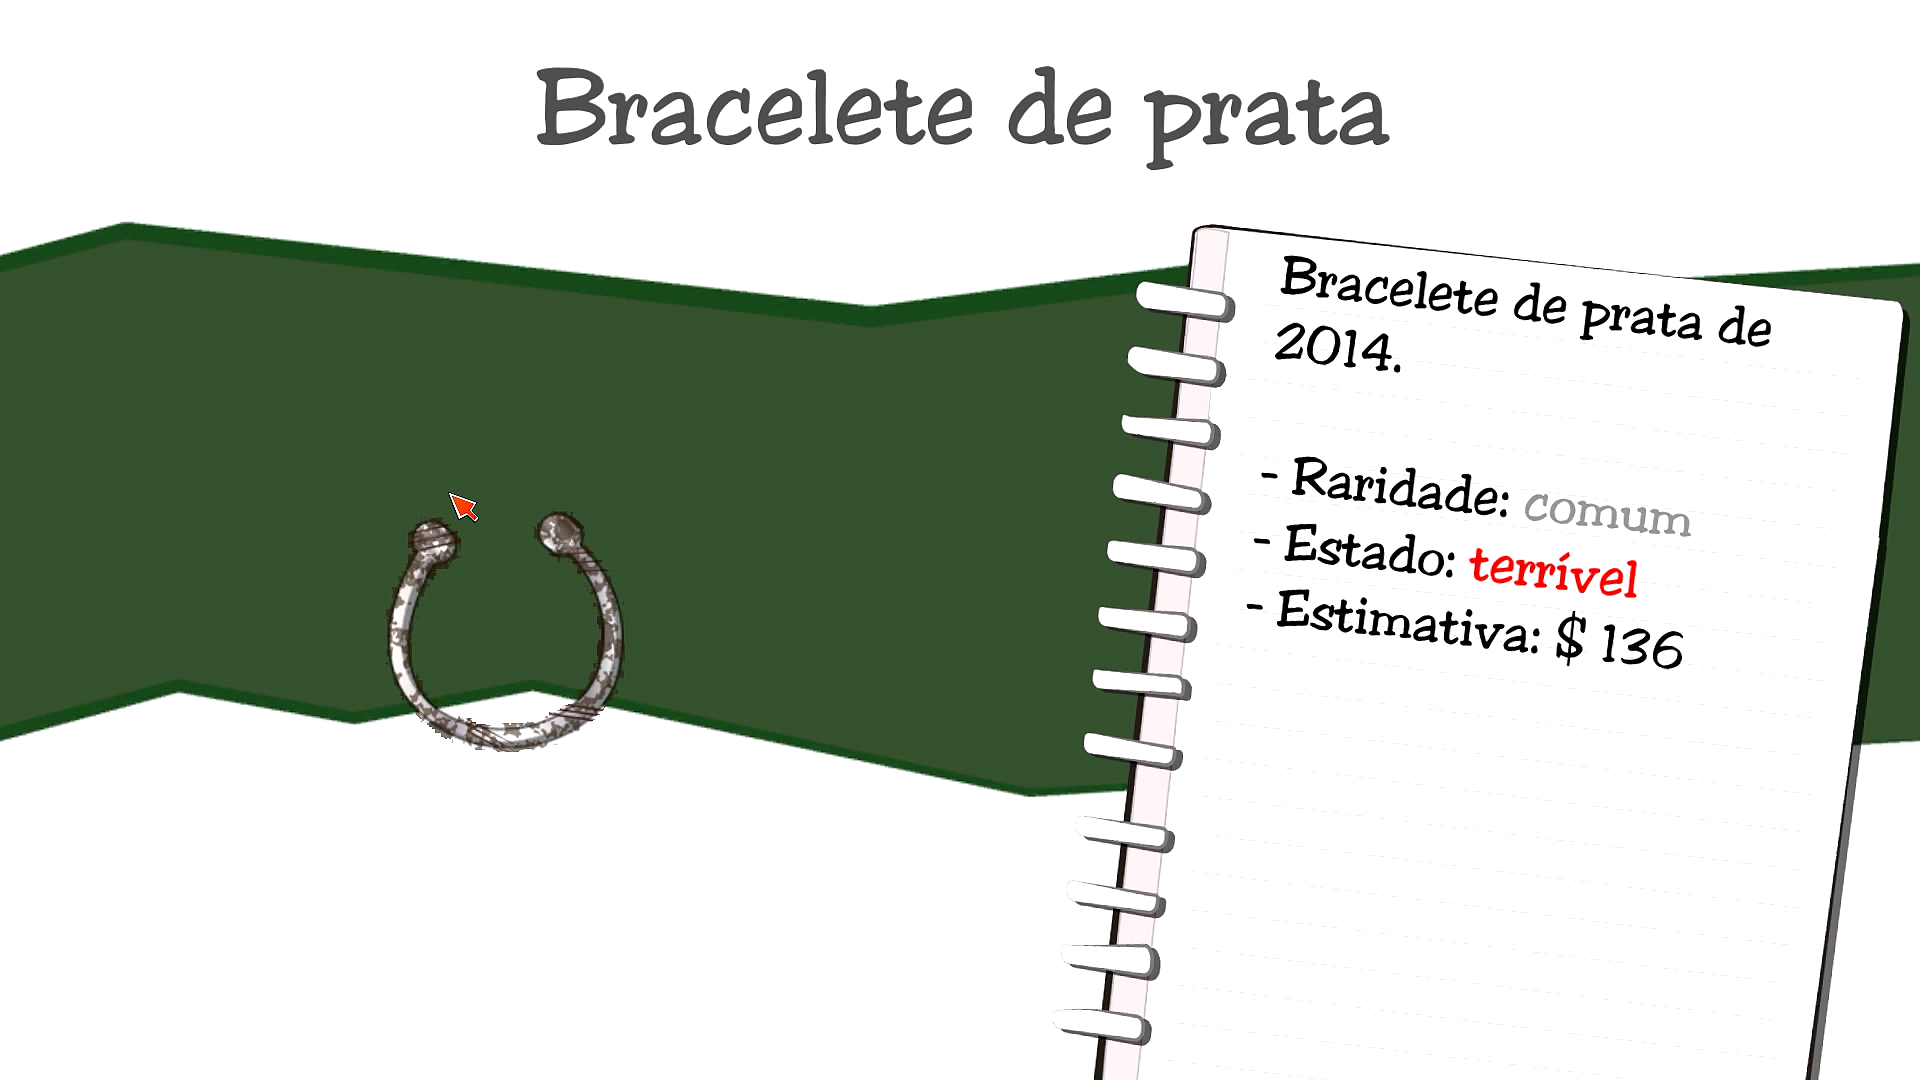 Bracelete de prata
Bracelete de prata de
2014.
- Raridade: comum
- Estado: terrível
- Estimativa: $ 136